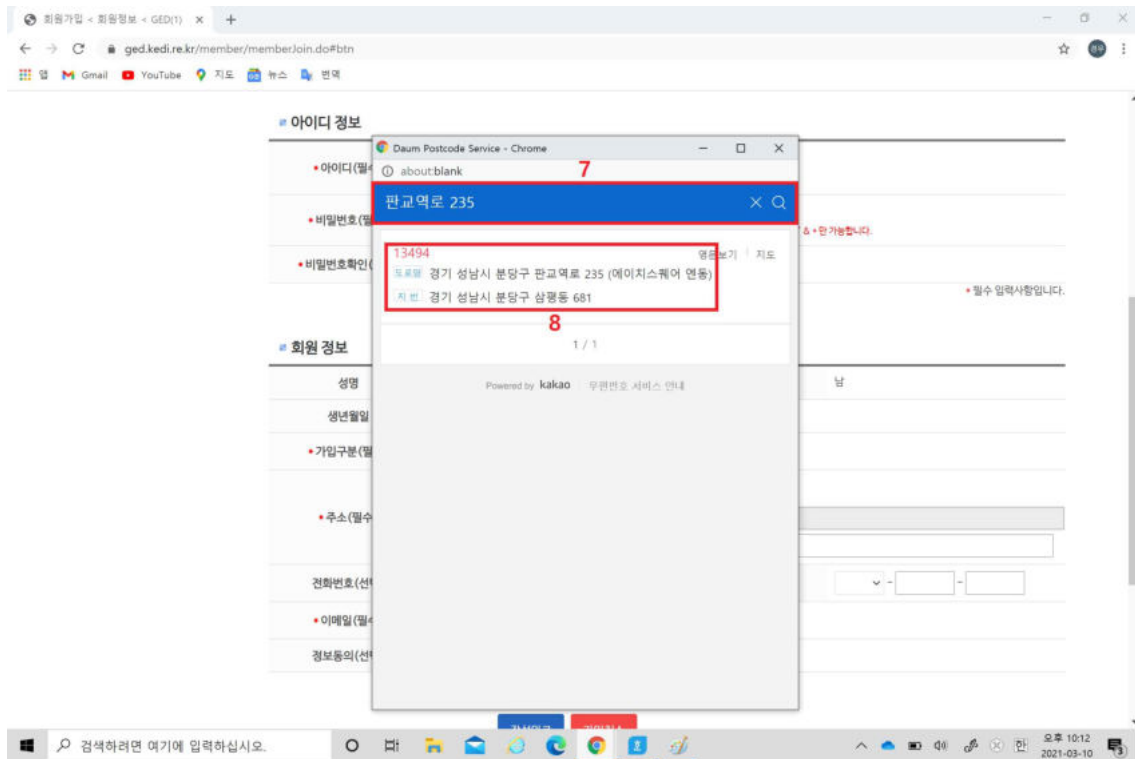 회원가입 < 회원정보 < GED(1)
ged.kedi.re.kr/member/memberJoin.do#btn
앱 Gmail YouTube 지도 뉴스 번역
아이디 정보
Daum Postcode Service - Chrome
•아이디(필
about:blank
7
판교역로 235
•비밀번호(필
& +만 가능합니다.
13494
영문보기 지도
•비밀번호확인(
도로명 경기 성남시 분당구 판교역로 235 (에이치스퀘어 엔동)
지번 경기 성남시 분당구 삼평동 681
•필수 입력사항입니다.
8
1 / 1
회원 정보
성명
Powered by kakao 우편번호 서비스 안내
남
생년월일
•가입구분(필
•주소(필수
전화번호(선
- -
•이메일(필
정보동의(선
검색하려면 여기에 입력하십시오.
한
오후 10:12
2021-03-10
3